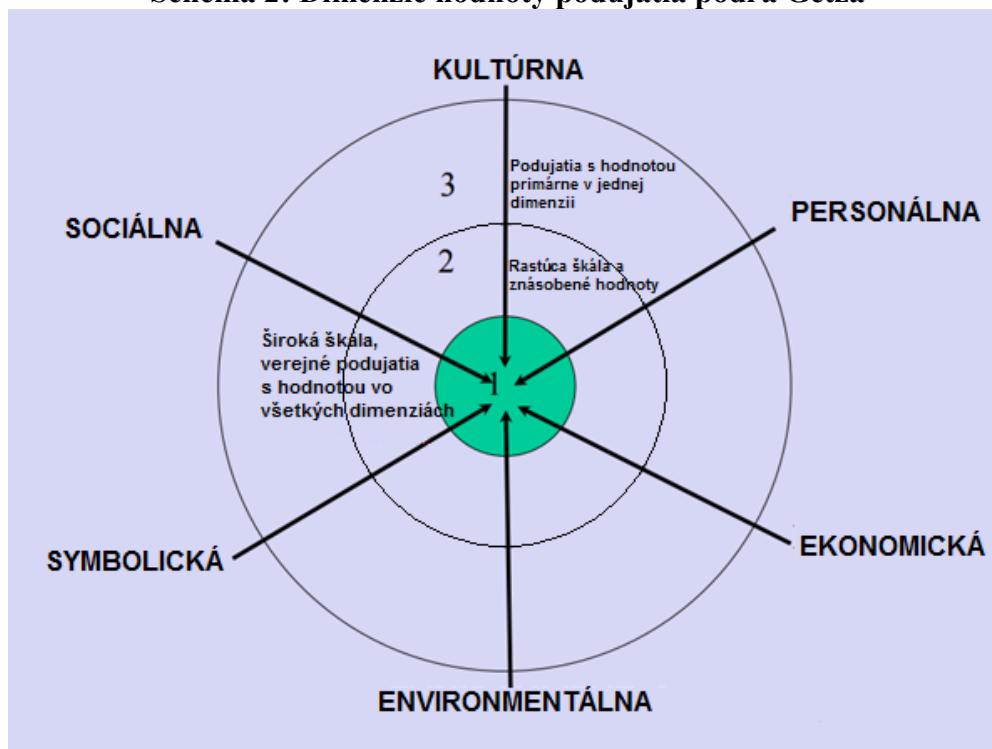 Schéma 2: Dimenzie hodnoty podujatia podľa Getza
KULTÚRNA
3
Podujatia s hodnotou
primárne v jednej
dimenzii
PERSONÁLNA
SOCIÁLNA
2
Rastúca škála a
znásobené hodnoty
Široká škála,
verejné podujatia
s hodnotou vo
všetkých dimenziách
1
SYMBOLICKÁ
EKONOMICKÁ
ENVIRONMENTÁLNA